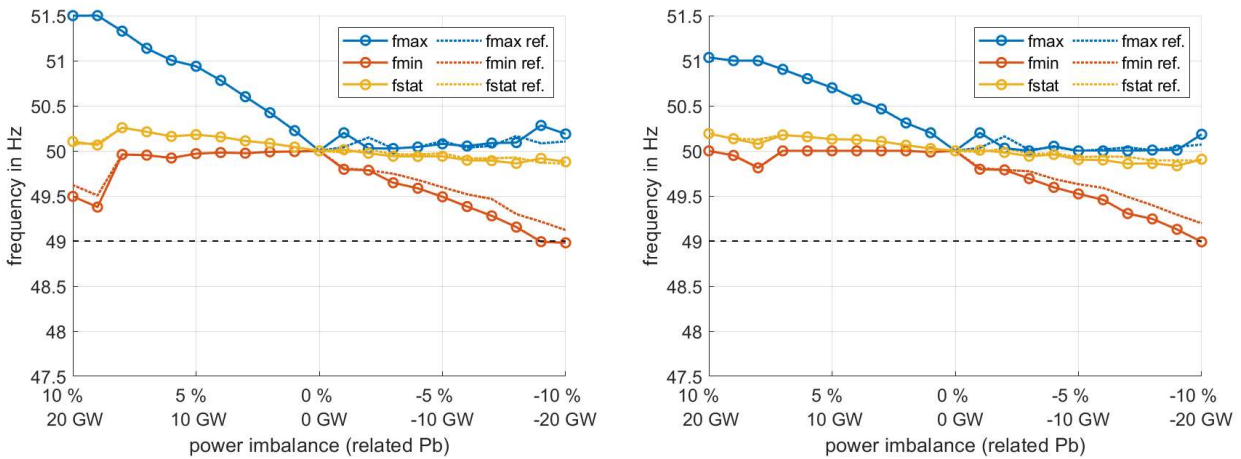 51.5
51
50.5
50
49.5
49
48.5
48
47.5
frequency in Hz
fmax fmax ref.
fmin fmin ref.
fstat fstat ref.
10 % 5 % 0 % -5 % -10 %
20 GW 10 GW 0 GW -10 GW -20 GW
power imbalance (related Pb)
51.5
51
50.5
50
49.5
49
48.5
48
47.5
frequency in Hz
fmax fmax ref.
fmin fmin ref.
fstat fstat ref.
10 % 5 % 0 % -5 % -10 %
20 GW 10 GW 0 GW -10 GW -20 GW
power imbalance (related Pb)